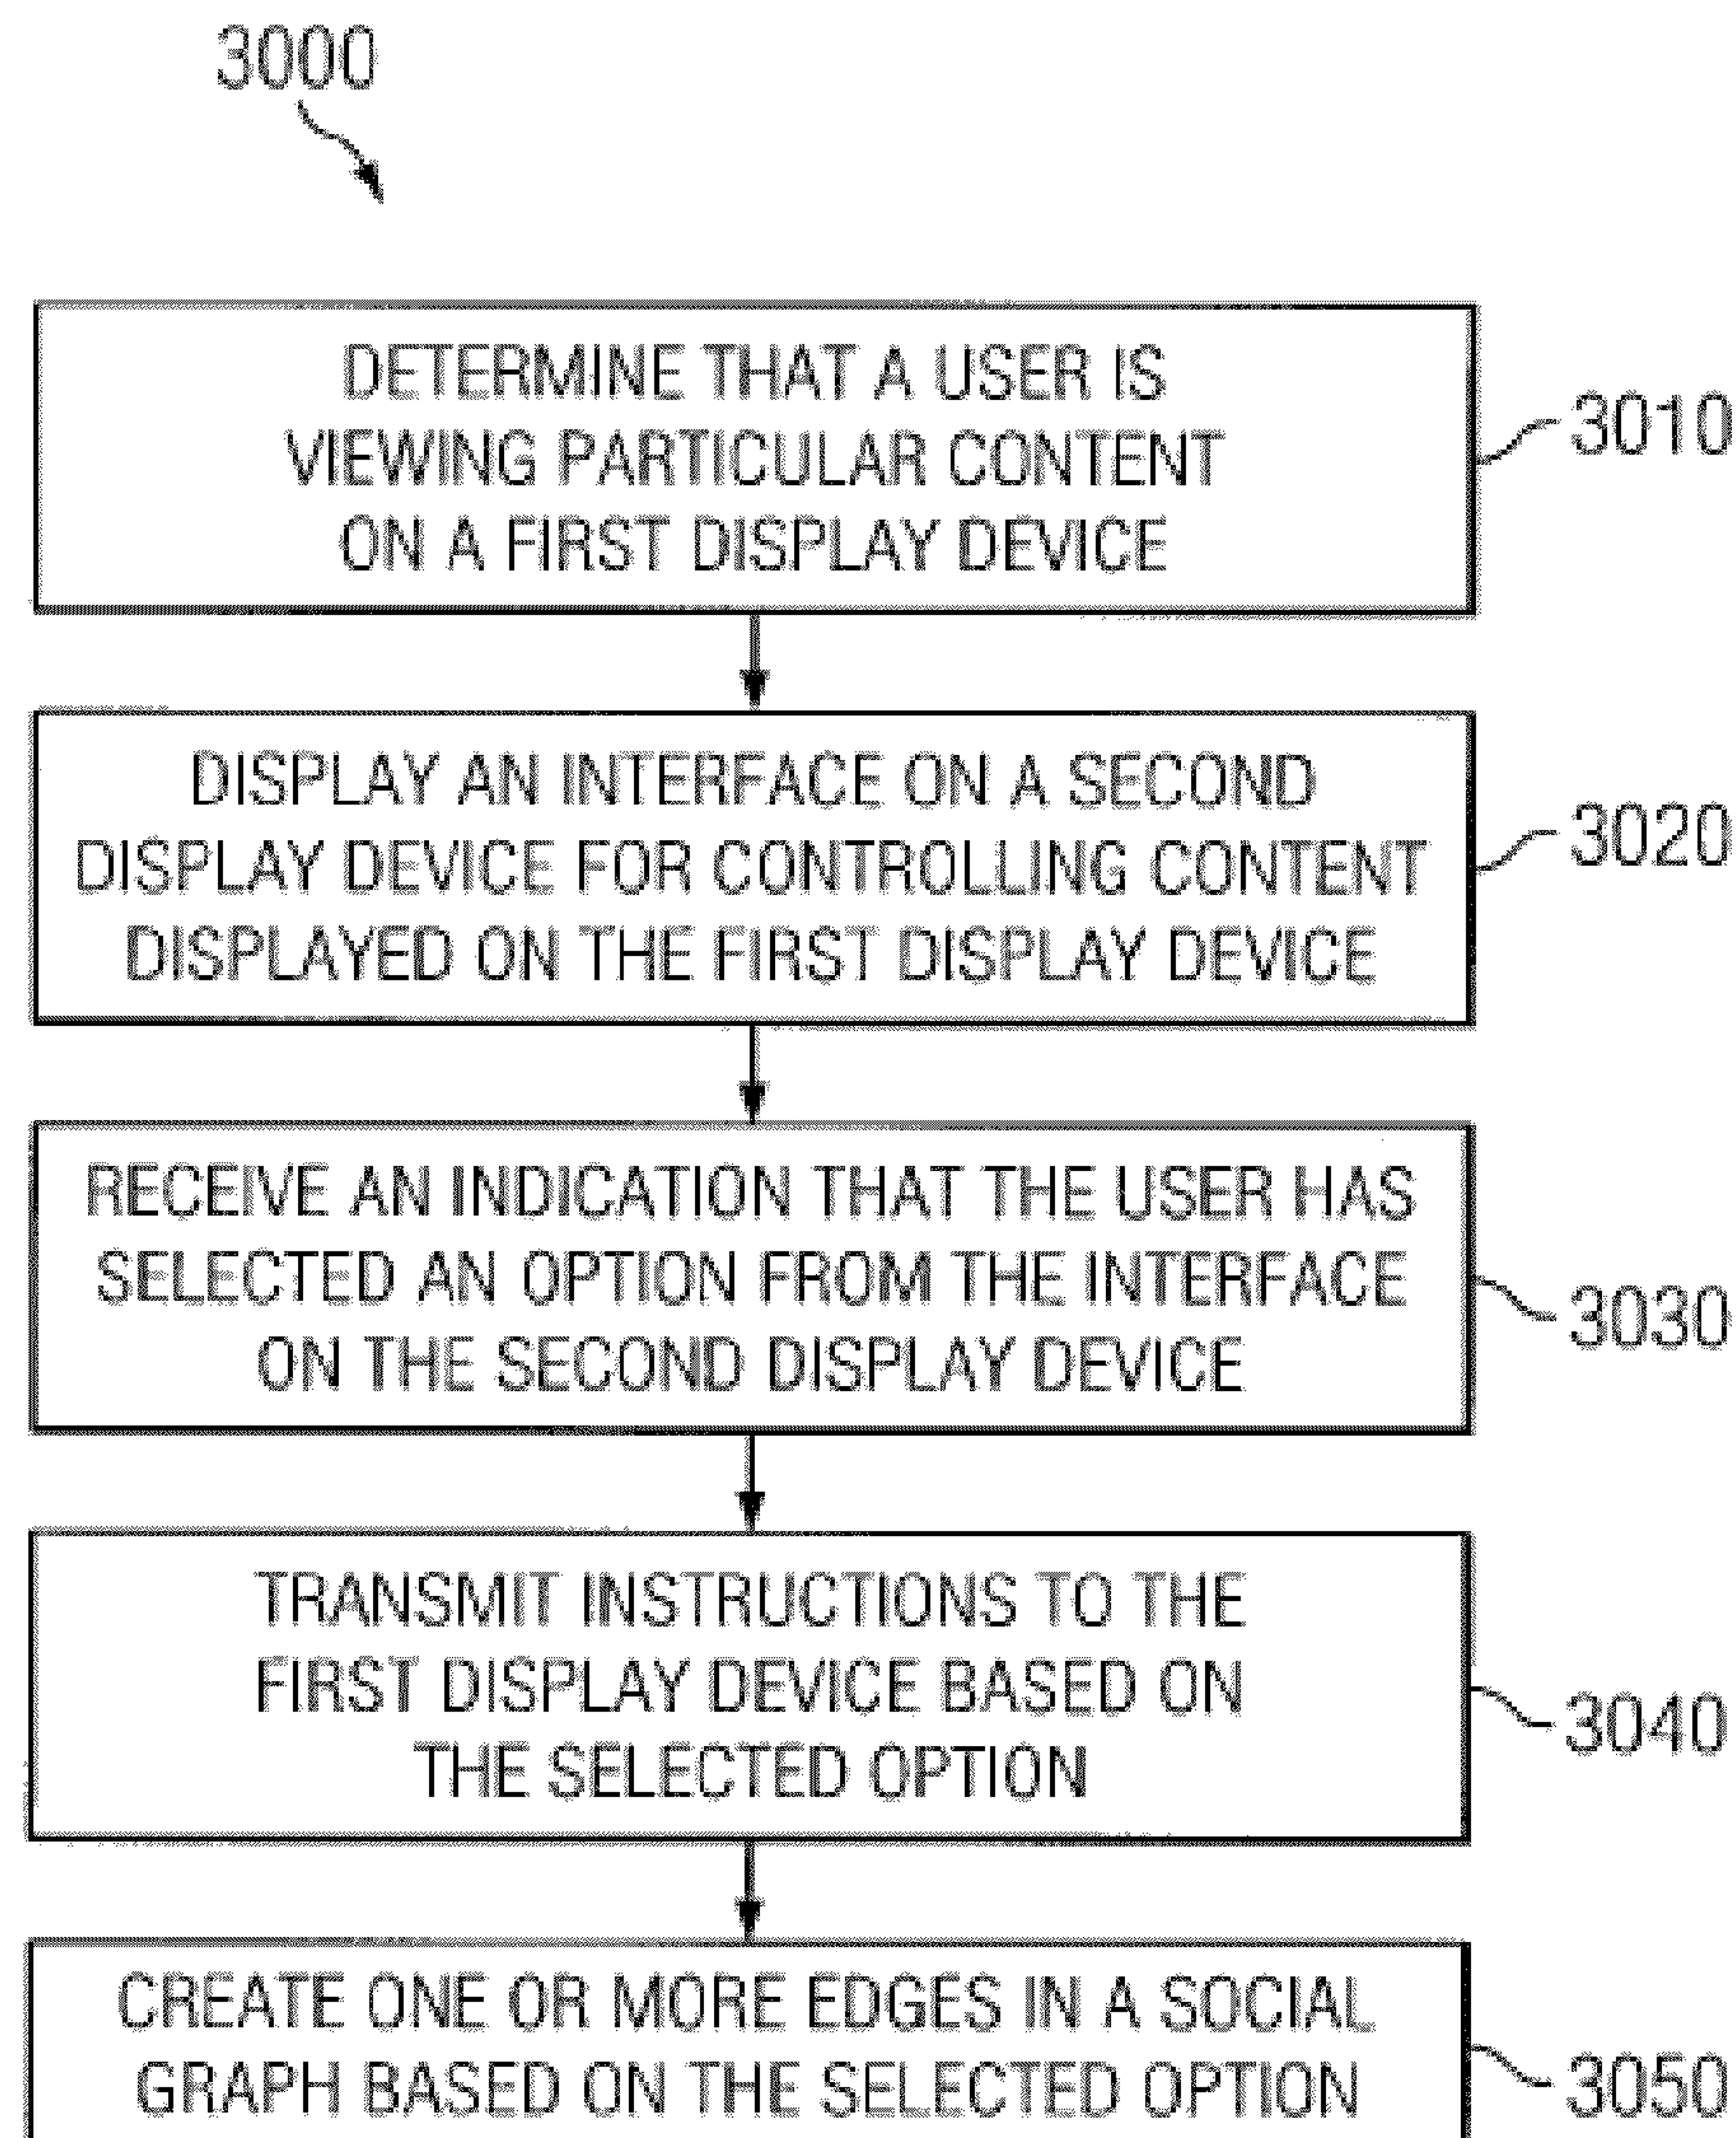 3000
DETERMINE THAT A USER IS
VIEWING PARTICULAR CONTENT
ON A FIRST DISPLAY DEVICE
3010
DISPLAY AN INTERFACE ON A SECOND
DISPLAY DEVICE FOR CONTROLLING CONTENT
DISPLAYED ON THE FIRST DISPLAY DEVICE
3020
RECEIVE AN INDICATION THAT THE USER HAS
SELECTED AN OPTION FROM THE INTERFACE
ON THE SECOND DISPLAY DEVICE
3030
TRANSMIT INSTRUCTIONS TO THE
FIRST DISPLAY DEVICE BASED ON
THE SELECTED OPTION
3040
CREATE ONE OR MORE EDGES IN A SOCIAL
GRAPH BASED ON THE SELECTED OPTION
3050